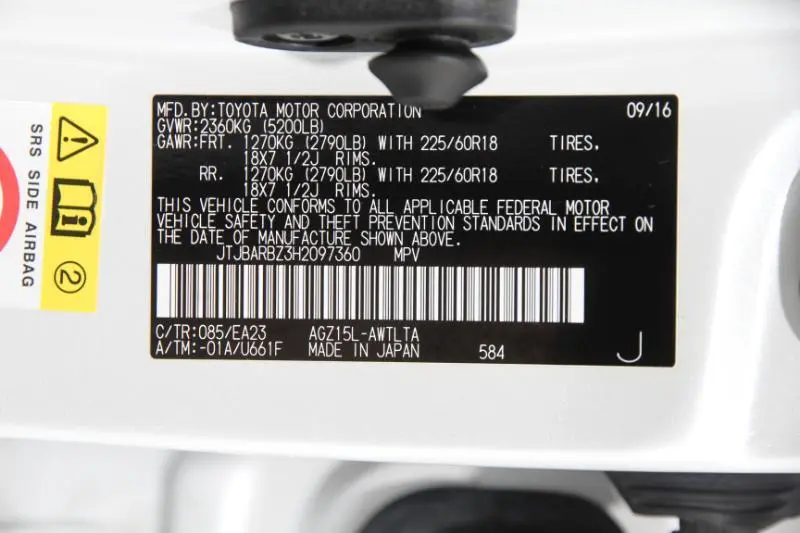 MFD.BY:TOYOTA MOTOR CORPORATION 09/16
GVWR:2360KG (5200LB)
GAWR:FRT. 1270KG (2790LB) WITH 225/60R18 TIRES,
18X7 1/2J RIMS.
RR. 1270KG (2790LB) WITH 225/60R18 TIRES,
18X7 1/2J RIMS.
THIS VEHICLE CONFORMS TO ALL APPLICABLE FEDERAL MOTOR
VEHICLE SAFETY AND THEFT PREVENTION STANDARDS IN EFFECT ON
THE DATE OF MANUFACTURE SHOWN ABOVE.
JTJBARBZ3H2097360 MPV
C/TR:085/EA23 AGZ15L-AWTLTA
A/TM:-01A/U661F MADE IN JAPAN 584 J
SRS SIDE AIRBAG
2